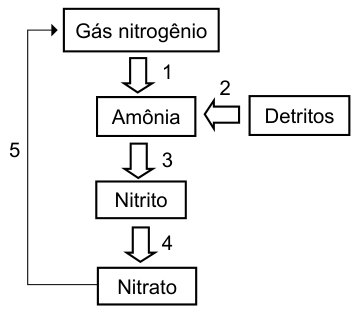 Gás nitrogênio
1
2
Amônia
Detritos
5
3
Nitrito
4
Nitrato